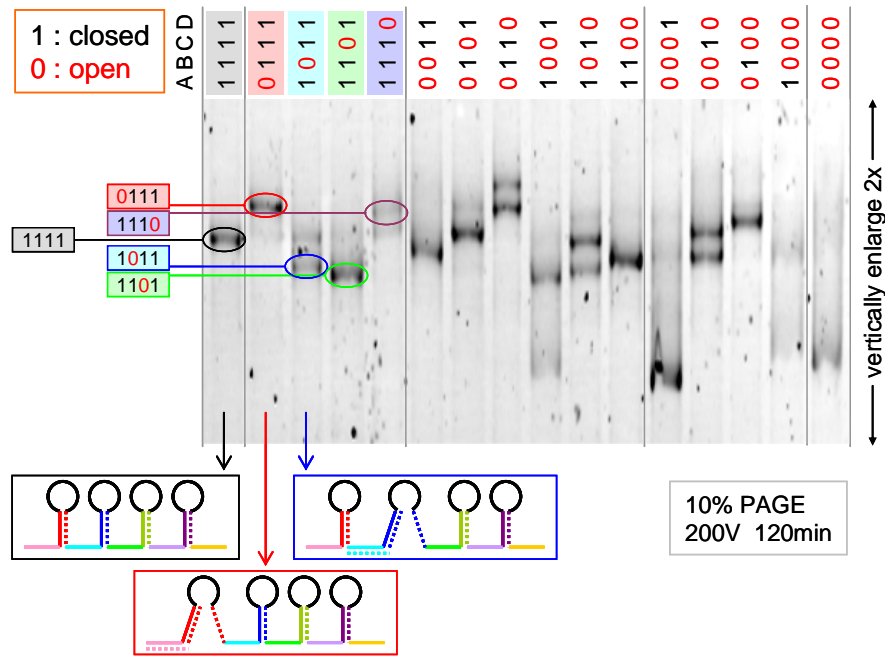 1 : closed
0 : open
A B C D
1 1 1 1
0 1 1 1
1 0 1 1
1 1 0 1
1 1 1 0
0 0 1 1
0 1 0 1
0 1 1 0
1 0 0 1
1 0 1 0
1 1 0 0
0 0 0 1
0 0 1 0
0 1 0 0
1 0 0 0
0 0 0 0
0111
1110
1111
1011
1101
vertically enlarge 2x
10% PAGE
200V 120min